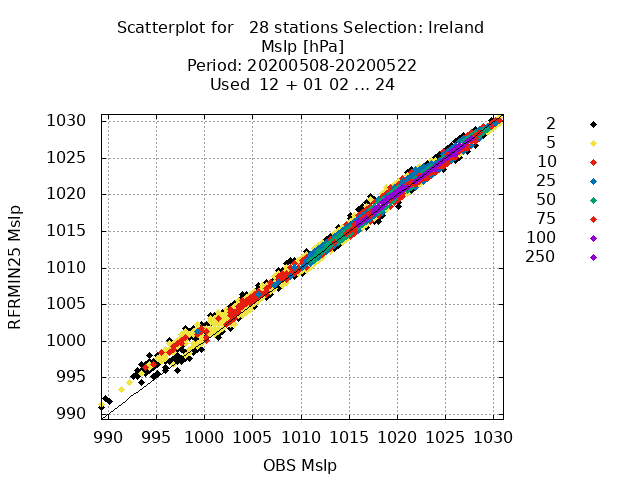 Scatterplot for 28 stations Selection: Ireland
Mslp [hPa]
Period: 20200508-20200522
Used 12 + 01 02 ... 24
RFRMIN25 Mslp
1030
1025
1020
1015
1010
1005
1000
995
990
990 995 1000 1005 1010 1015 1020 1025 1030
OBS Mslp
2
5
10
25
50
75
100
250